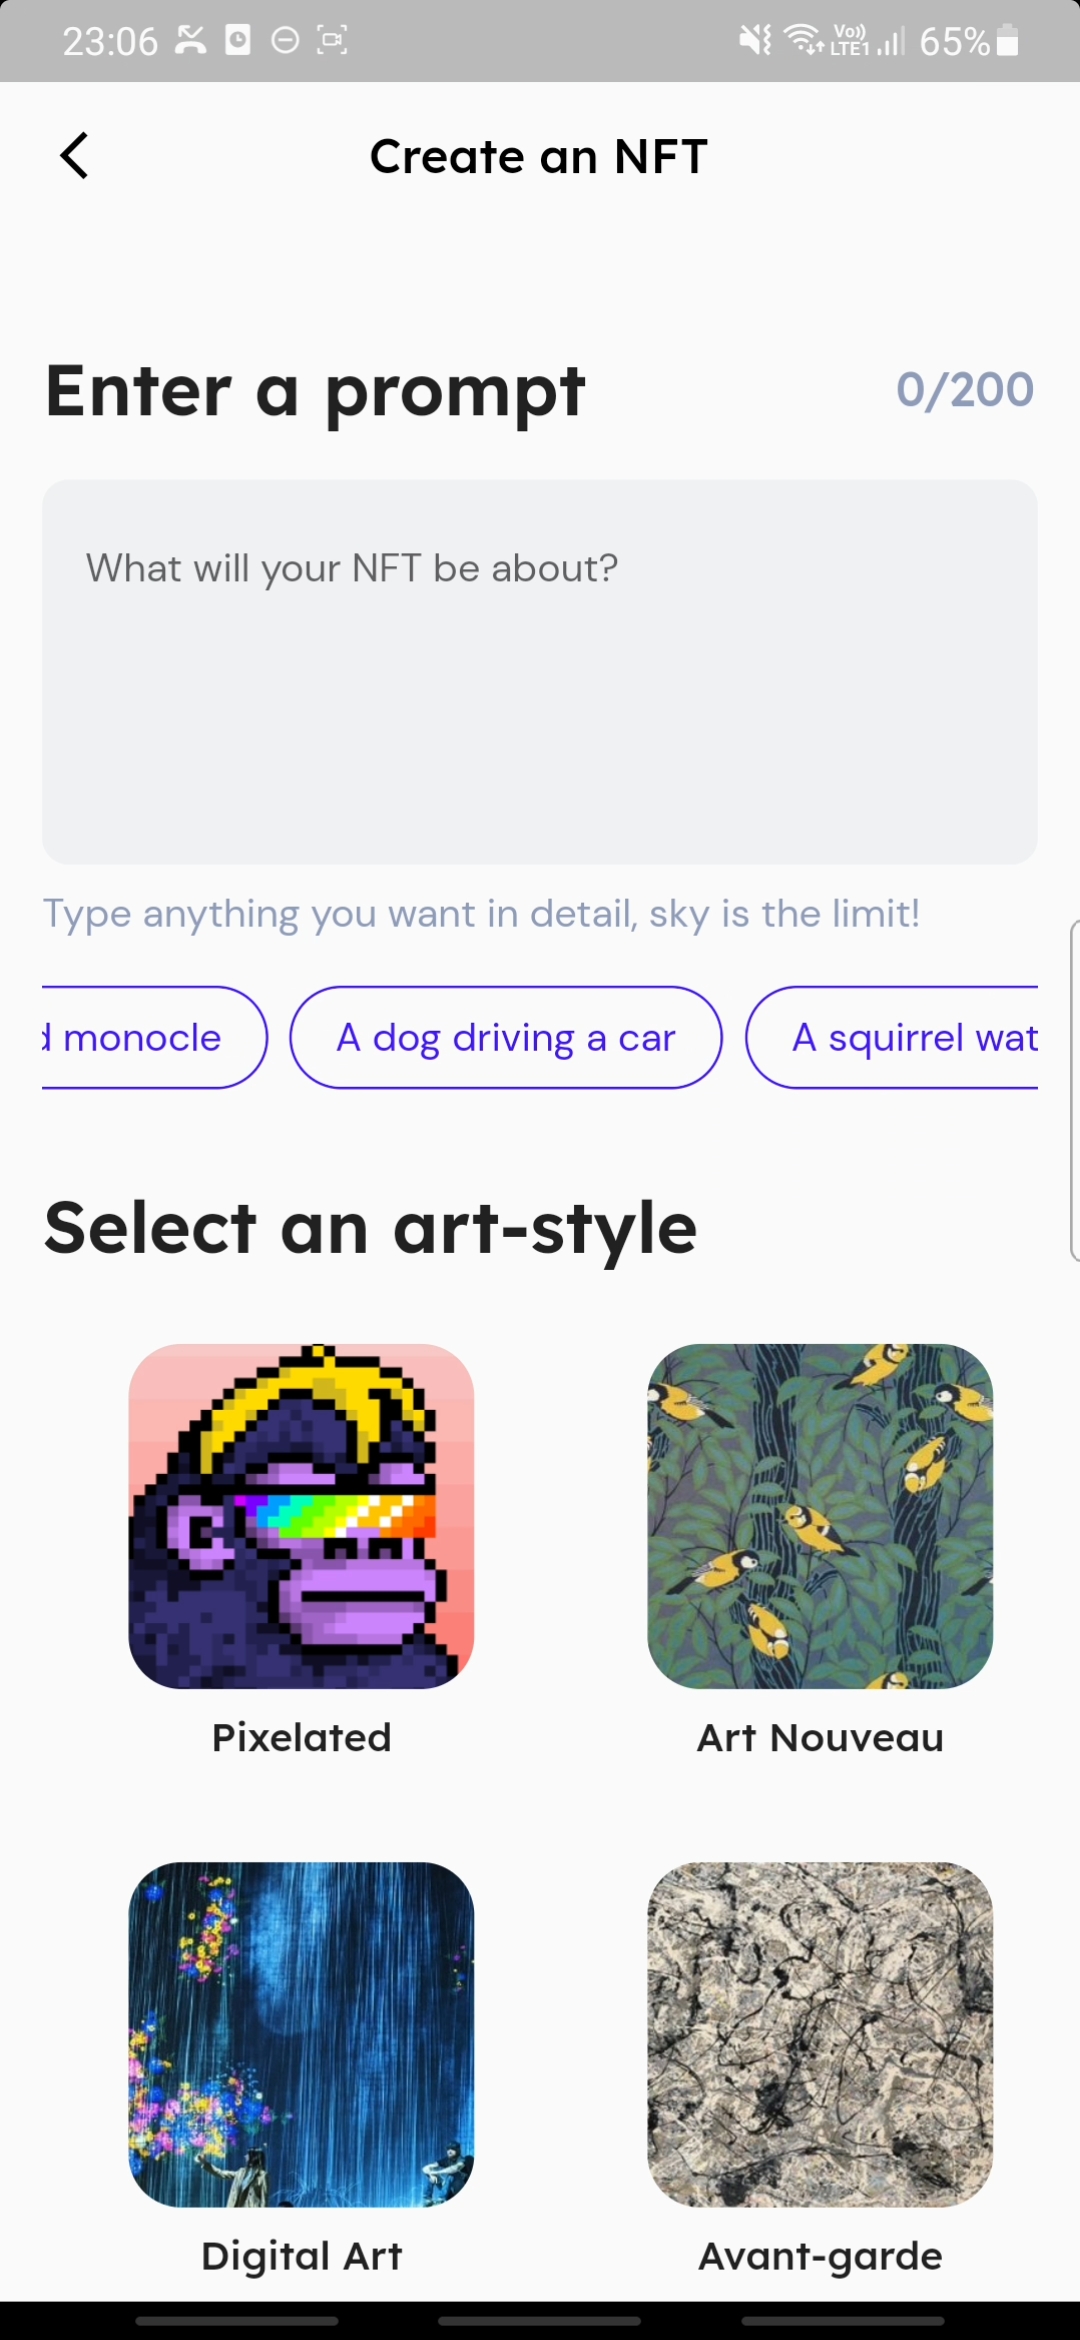 23:06
Vo))
LTE1
65%
Create an NFT
Enter a prompt
0/200
What will your NFT be about?
Type anything you want in detail, sky is the limit!
monocle
A dog driving a car
A squirrel wat
Select an art-style
Pixelated
Art Nouveau
Digital Art
Avant-garde